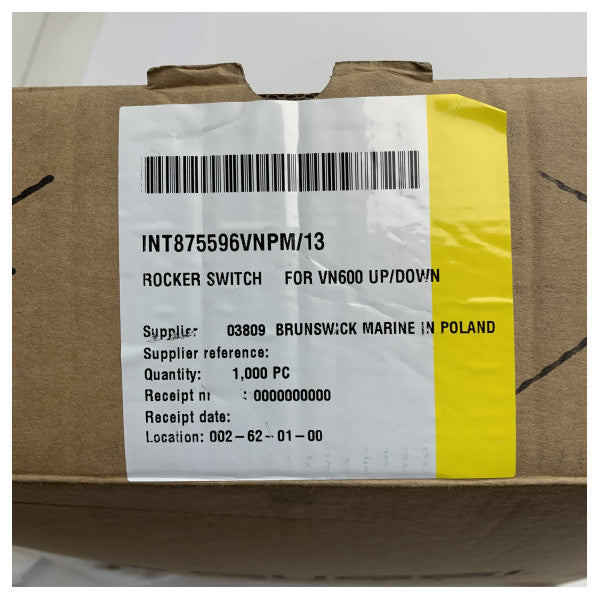 INT875596VNPM/13
ROCKER SWITCH FOR VN600 UP/DOWN
Supplier: 03809 BRUNSWICK MARINE IN POLAND
Supplier reference:
Quantity: 1,000 PC
Receipt nr : 0000000000
Receipt date:
Location: 002-62-01-00